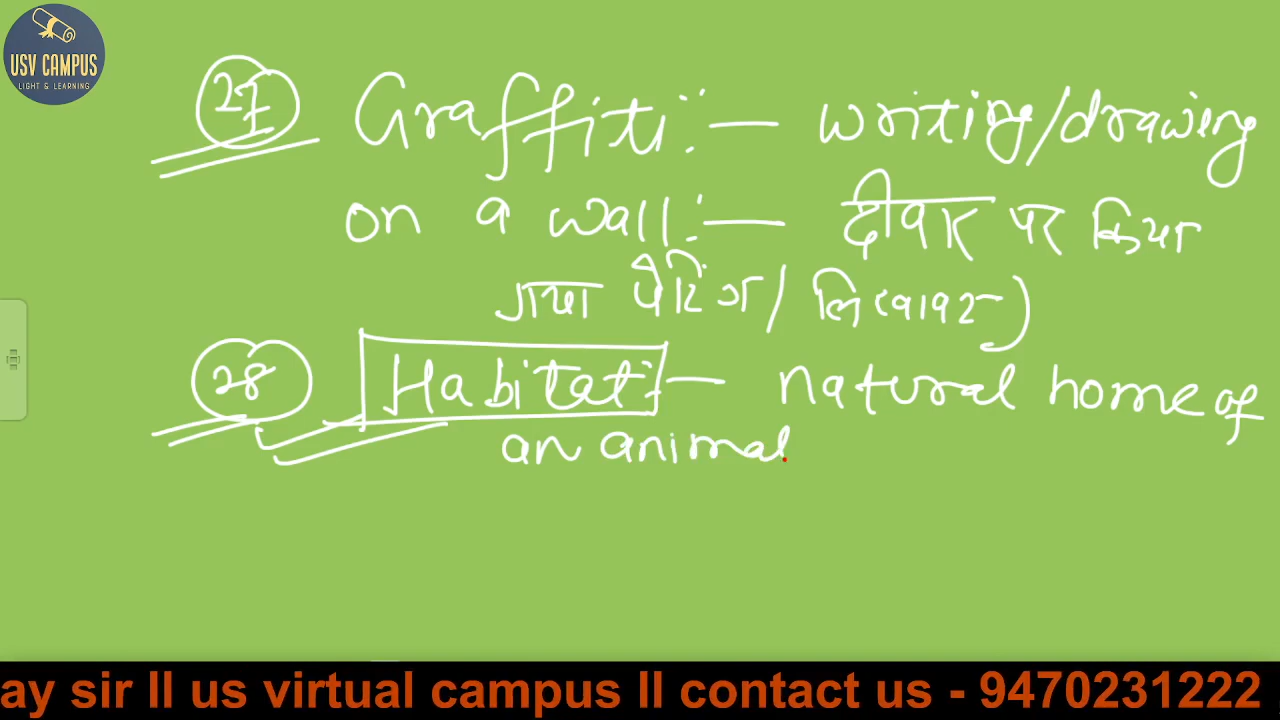 USV CAMPUS
LIGHT & LEARNING
27 Graffiti :— writing/drawing
on a wall :— दीवार पर किया
गया पेंटिंग/ लिखावट)
28 Habitat :— natural home of
an animal
ay sir ll us virtual campus ll contact us - 9470231222